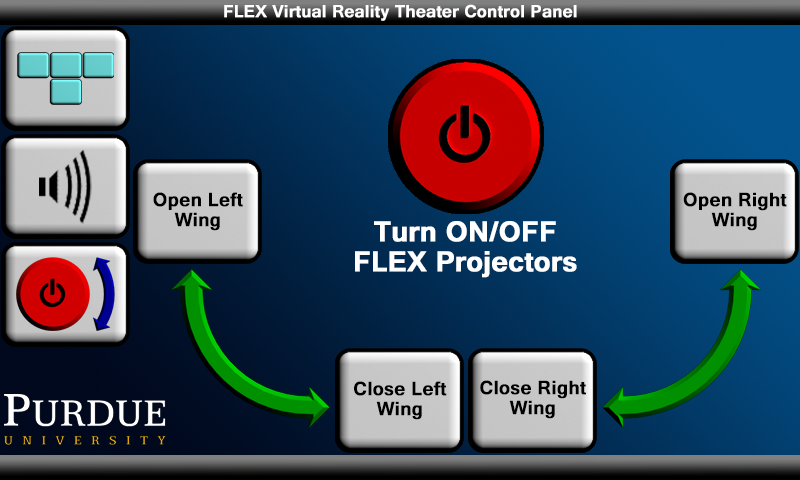 FLEX Virtual Reality Theater Control Panel
Open Left
Wing
Turn ON/OFF
FLEX Projectors
Open Right
Wing
Close Left
Wing
Close Right
Wing
PURDUE
UNIVERSITY